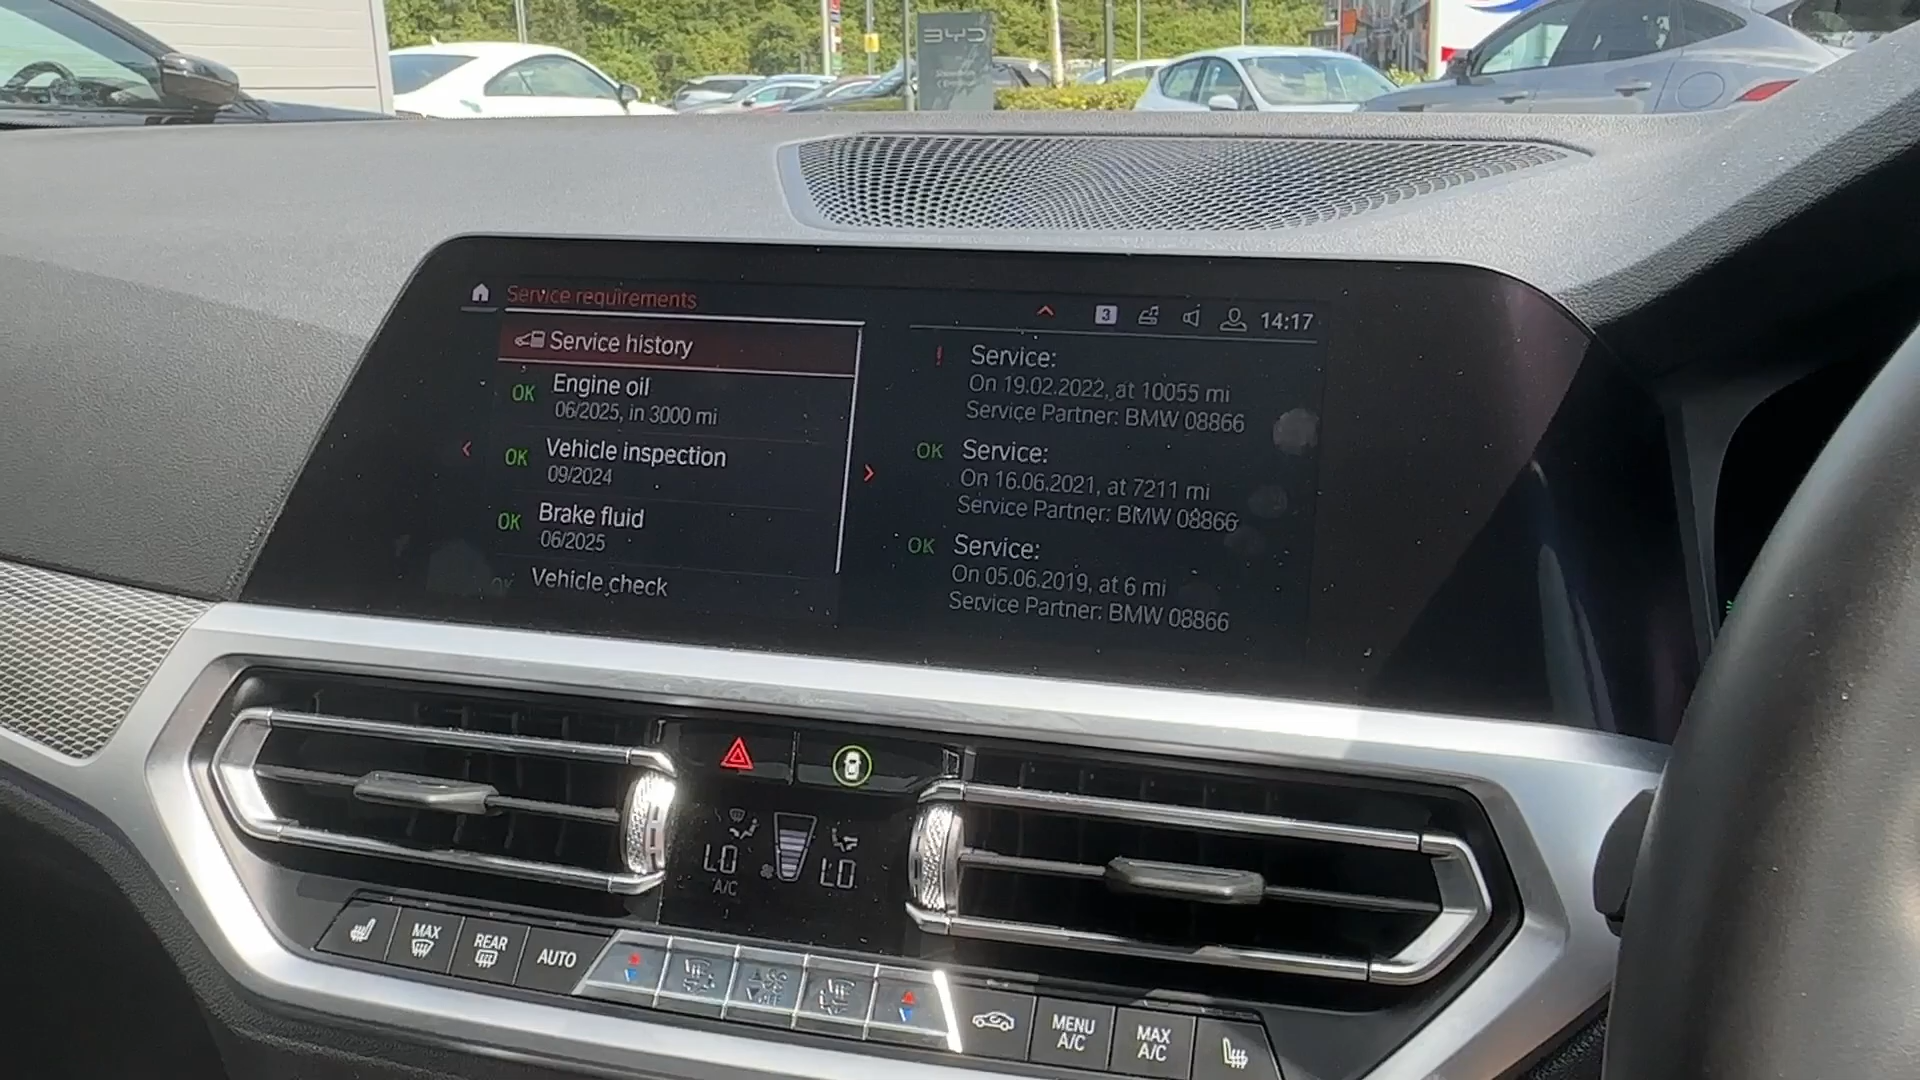 BYD
Service requirements
3
14:17
Service history
OK
Engine oil
06/2025, in 3000 mi
OK
Vehicle inspection
09/2024
OK
Brake fluid
06/2025
OK
Vehicle check
!
Service:
On 19.02.2022, at 10055 mi
Service Partner: BMW 08866
OK
Service:
On 16.06.2021, at 7211 mi
Service Partner: BMW 08866
OK
Service:
On 05.06.2019, at 6 mi
Service Partner: BMW 08866
LO
A/C
LO
MAX
REAR
AUTO
OFF
MENU
A/C
MAX
A/C